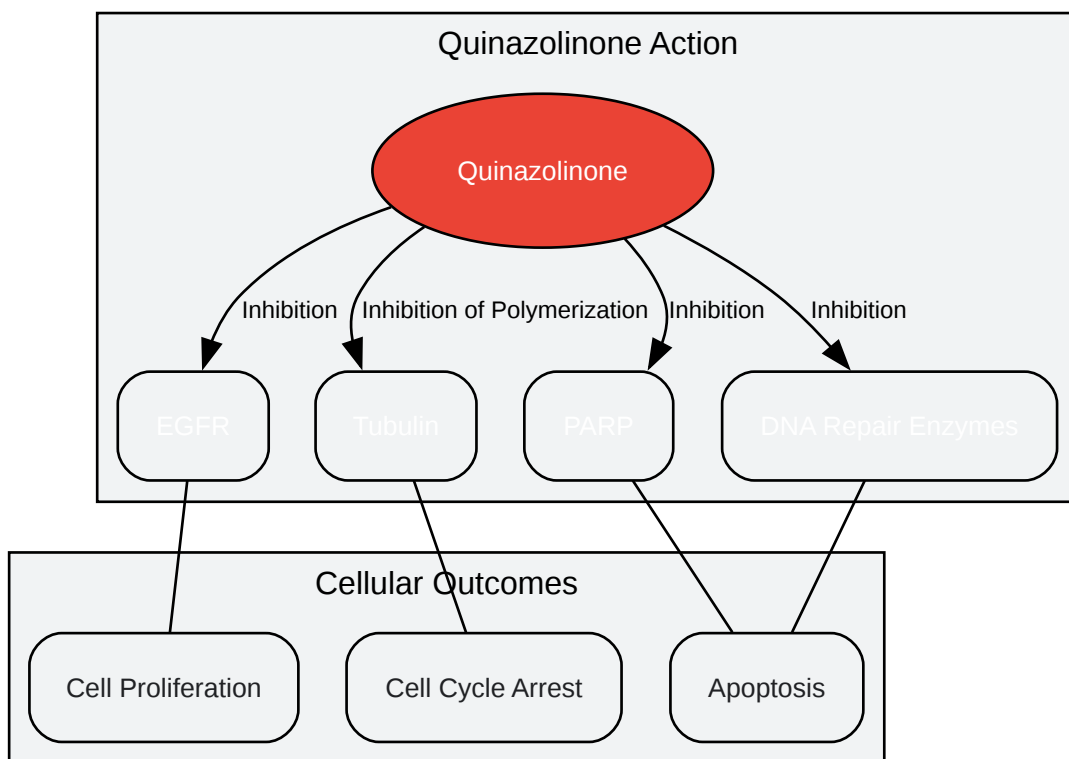 Quinazolinone Action
Quinazolinone
Inhibition
Inhibition of Polymerization
Inhibition
Inhibition
EGFR
Tubulin
PARP
DNA Repair Enzymes
Cellular Outcomes
Cell Proliferation
Cell Cycle Arrest
Apoptosis